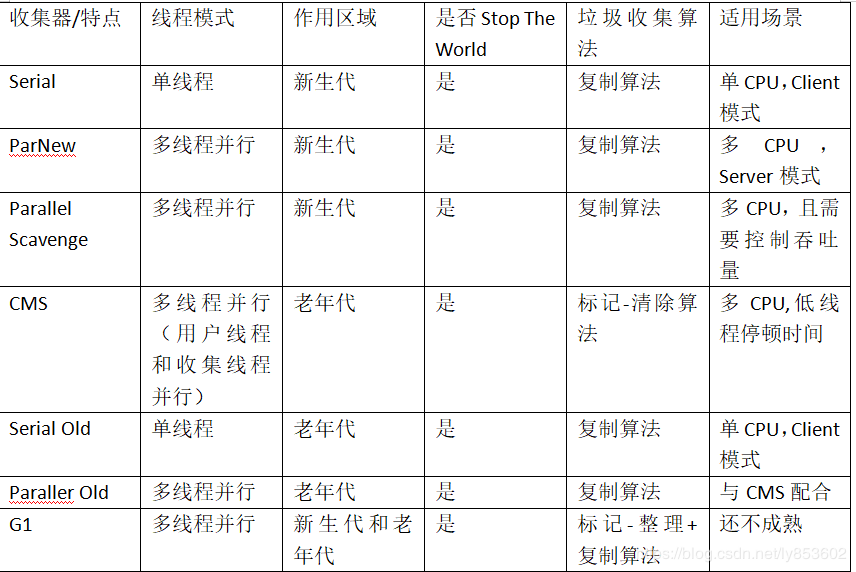 收集器/特点
线程模式
作用区域
是否 Stop The
World
垃圾收集算
法
适用场景
Serial
单线程
新生代
是
复制算法
单 CPU，Client
模式
ParNew
多线程并行
新生代
是
复制算法
多 CPU ，
Server 模式
Parallel
Scavenge
多线程并行
新生代
是
复制算法
多 CPU，且需
要控制吞吐
量
CMS
多线程并行
（用户线程
和收集线程
并行）
老年代
是
标记-清除算
法
多 CPU,低线
程停顿时间
Serial Old
单线程
老年代
是
复制算法
单 CPU，Client
模式
Paraller Old
多线程并行
老年代
是
复制算法
与 CMS 配合
G1
多线程并行
新生代和老
年代
是
标记-整理+
复制算法
还不成熟
https://blog.csdn.net/ly853602